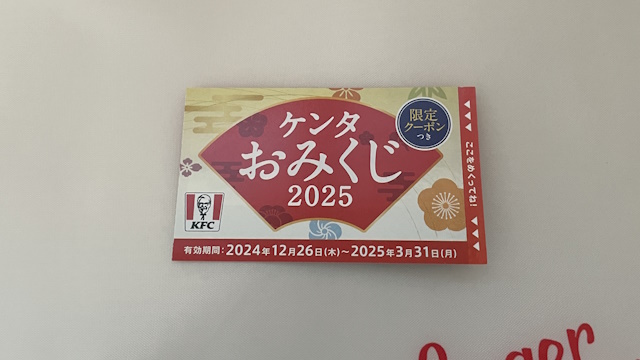 ケンタ
おみくじ
2025
限定
クーポン
つき
ここをめくってね!
KFC
有効期間:2024年12月26日(木)~2025年3月31日(月)